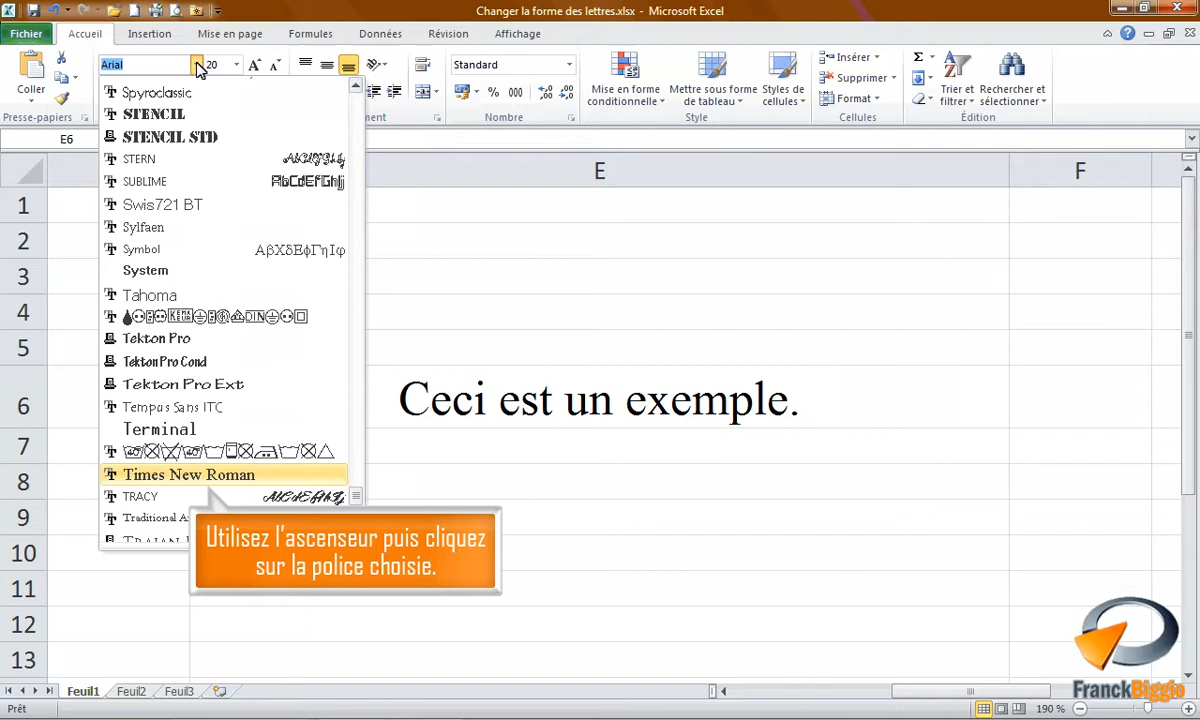 Changer la forme des lettres.xlsx - Microsoft Excel
Fichier Accueil Insertion Mise en page Formules Données Révision Affichage
Arial 20 Standard Insérer
Supprimer
Format
Coller
Mise en forme conditionnelle
Mettre sous forme de tableau
Styles de cellules
Trier et filtrer
Rechercher et sélectionner
Presse-papiers Nombre Style Cellules Édition
E6
E F
1
2
3
4
5
6
7
8
9
10
11
12
13
Spyroclassic
STENCIL
STENCIL STD
STERN
SUBLIME AbCdEfGhIj
Swis721 BT
Sylfaen
Symbol ΑβΧδΕφΓηΙφ
System
Tahoma
Tekton Pro
Tekton Pro Cond
Tekton Pro Ext
Tempus Sans ITC
Terminal
Times New Roman
TRACY
Traditional
Ceci est un exemple.
Utilisez l'ascenseur puis cliquez
sur la police choisie.
Feuil1 Feuil2 Feuil3
Prêt 190 %
FranckBiggio